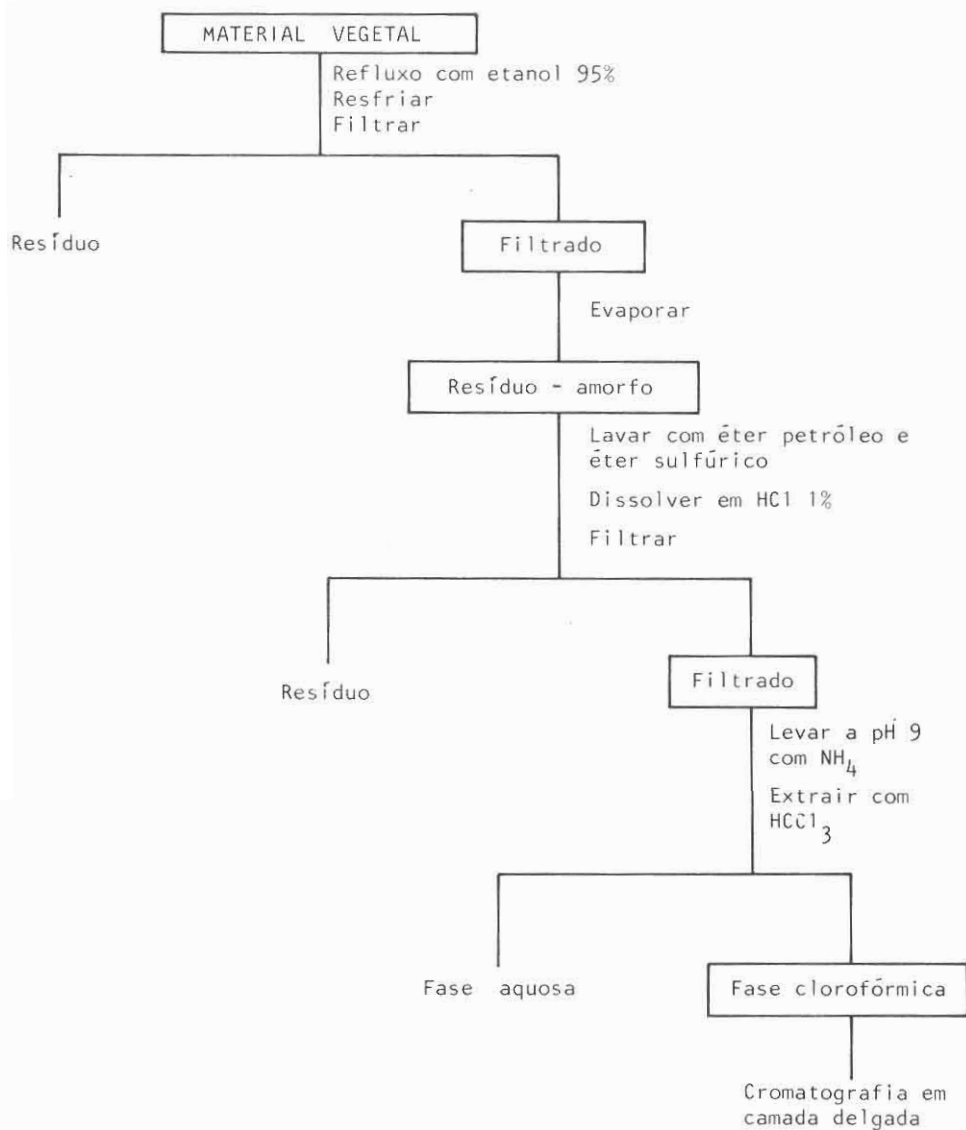 MATERIAL VEGETAL
Refluxo com etanol 95%
Resfriar
Filtrar
Resíduo
Filtrado
Evaporar
Resíduo - amorfo
Lavar com éter petróleo e
éter sulfúrico
Dissolver em HCl 1%
Filtrar
Resíduo
Filtrado
Levar a pH 9
com NH4
Extrair com
HCCl3
Fase aquosa
Fase clorofórmica
Cromatografia em
camada delgada